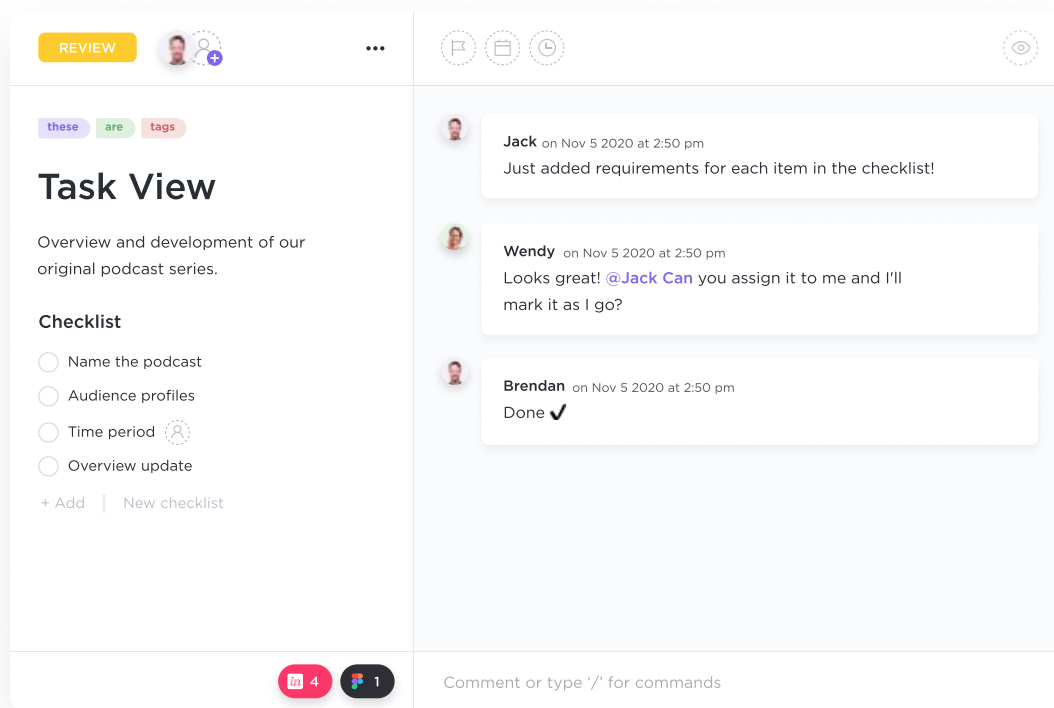 REVIEW
these are tags
Task View
Overview and development of our
original podcast series.
Checklist
Name the podcast
Audience profiles
Time period
Overview update
+ Add New checklist
in 4
1
Jack on Nov 5 2020 at 2:50 pm
Just added requirements for each item in the checklist!
Wendy on Nov 5 2020 at 2:50 pm
Looks great! @Jack Can you assign it to me and I'll
mark it as I go?
Brendan on Nov 5 2020 at 2:50 pm
Done ✔
Comment or type ‘/’ for commands